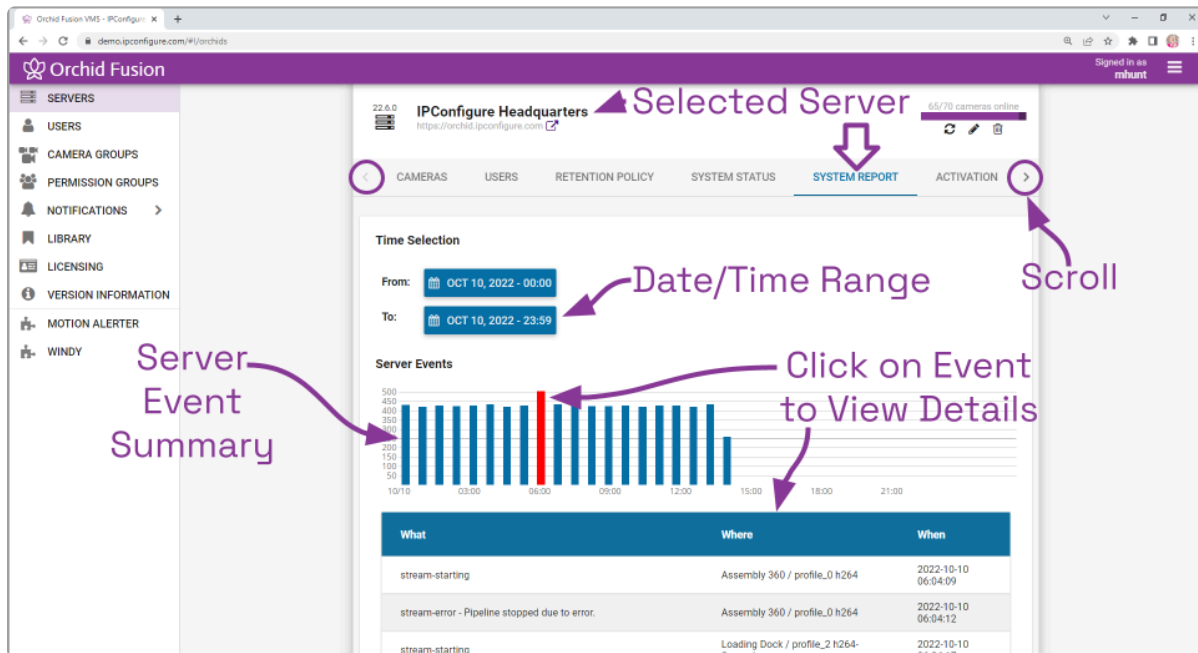 Orchid Fusion VMS - IPConfigure
demo.ipconfigure.com/#!/orchids
Orchid Fusion
Signed in as
mhunt
SERVERS
USERS
CAMERA GROUPS
PERMISSION GROUPS
NOTIFICATIONS
LIBRARY
LICENSING
VERSION INFORMATION
MOTION ALERTER
WINDY
22.6.0
IPConfigure Headquarters
https://orchid.ipconfigure.com
Selected Server
65/70 cameras online
CAMERAS USERS RETENTION POLICY SYSTEM STATUS SYSTEM REPORT ACTIVATION
Scroll
Time Selection
From: OCT 10, 2022 - 00:00
To: OCT 10, 2022 - 23:59
Date/Time Range
Server Events
Server
Event
Summary
Click on Event
to View Details
500
450
400
350
300
200
150
100
50
10/10 03:00 06:00 09:00 12:00 15:00 18:00 21:00
What Where When
stream-starting Assembly 360 / profile_0 h264 2022-10-10
06:04:09
stream-error - Pipeline stopped due to error. Assembly 360 / profile_0 h264 2022-10-10
06:04:12
stream-starting Loading Dock / profile_2 h264- 2022-10-10